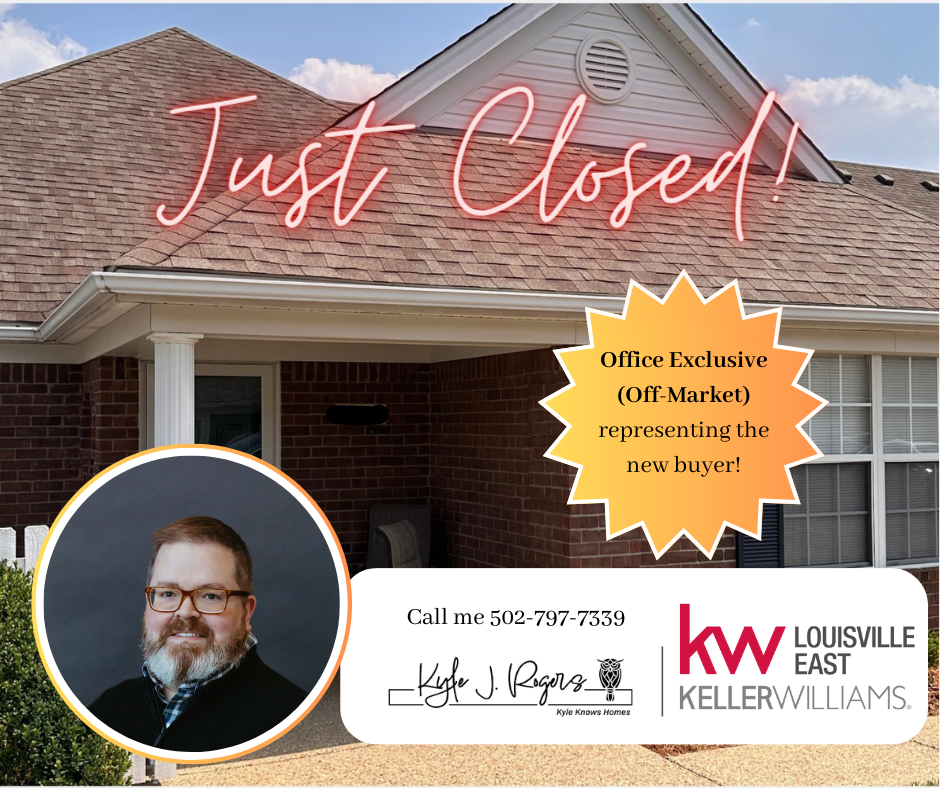 Just Closed!
Office Exclusive
(Off-Market)
representing the
new buyer!
Call me 502-797-7339
Kyle J. Rogers
Kyle Knows Homes
kw LOUISVILLE
EAST
KELLERWILLIAMS®